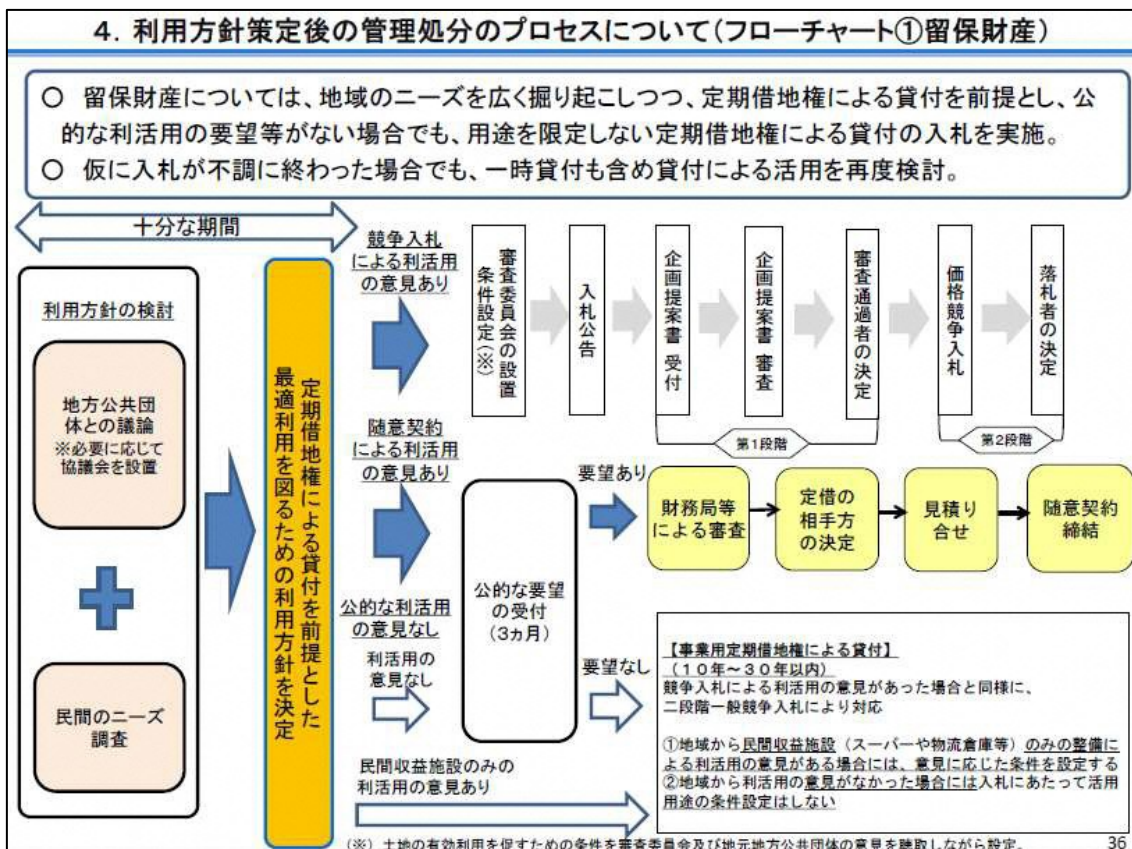 4．利用方針策定後の管理処分のプロセスについて(フローチャート①留保財産)
○ 留保財産については、地域のニーズを広く掘り起こしつつ、定期借地権による貸付を前提とし、公
的な利活用の要望等がない場合でも、用途を限定しない定期借地権による貸付の入札を実施。
○ 仮に入札が不調に終わった場合でも、一時貸付も含め貸付による活用を再度検討。
十分な期間
利用方針の検討
地方公共団
体との議論
※必要に応じて
協議会を設置
民間のニーズ
調査
定期借地権による貸付を前提とした
最適利用を図るための利用方針を決定
競争入札
による利活用
の意見あり
審査委員会の設置
条件設定(※)
入札公告
企画提案書 受付
企画提案書 審査
審査通過者の決定
価格競争入札
落札者の決定
第1段階
第2段階
随意契約
による利活用
の意見あり
公的な利活用
の意見なし
利活用の
意見なし
公的な要望
の受付
（3ヵ月）
要望あり
財務局等
による審査
定借の
相手方
の決定
見積り
合せ
随意契約
締結
要望なし
【事業用定期借地権による貸付】
（１０年～３０年以内）
競争入札による利活用の意見があった場合と同様に、
二段階一般競争入札により対応
①地域から民間収益施設（スーパーや物流倉庫等）のみの整備に
よる利活用の意見がある場合には、意見に応じた条件を設定する
②地域から利活用の意見がなかった場合には入札にあたって活用
用途の条件設定はしない
民間収益施設のみの
利活用の意見あり
(※) 土地の有効利用を促すための条件を審査委員会及び地元地方公共団体の意見を聴取しながら設定。
36